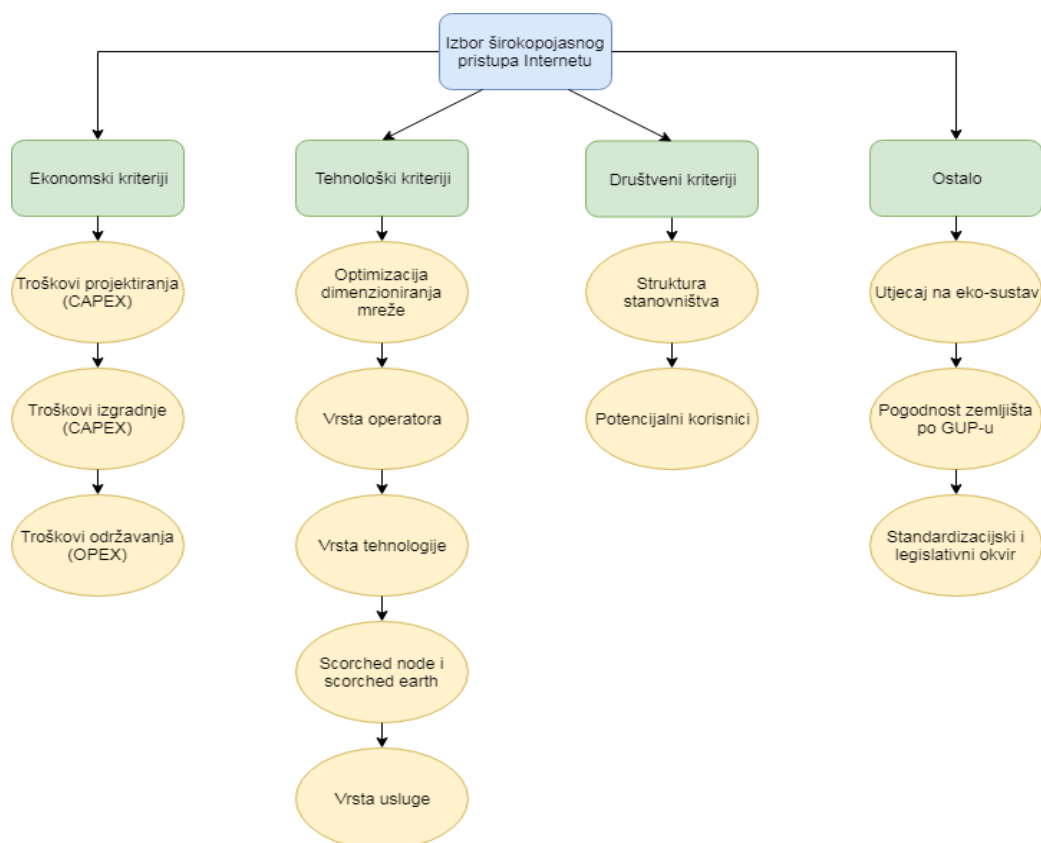 Izbor širokopojasnog
pristupa Internetu
Ekonomski kriteriji
Tehnološki kriteriji
Društveni kriteriji
Ostalo
Troškovi projektiranja
(CAPEX)
Optimizacija
dimenzioniranja
mreže
Struktura
stanovništva
Utjecaj na eko-sustav
Troškovi izgradnje
(CAPEX)
Vrsta operatora
Potencijalni korisnici
Pogodnost zemljišta
po GUP-u
Troškovi održavanja
(OPEX)
Vrsta tehnologije
Standardizacijski i
legislativni okvir
Scorched node i
scorched earth
Vrsta usluge